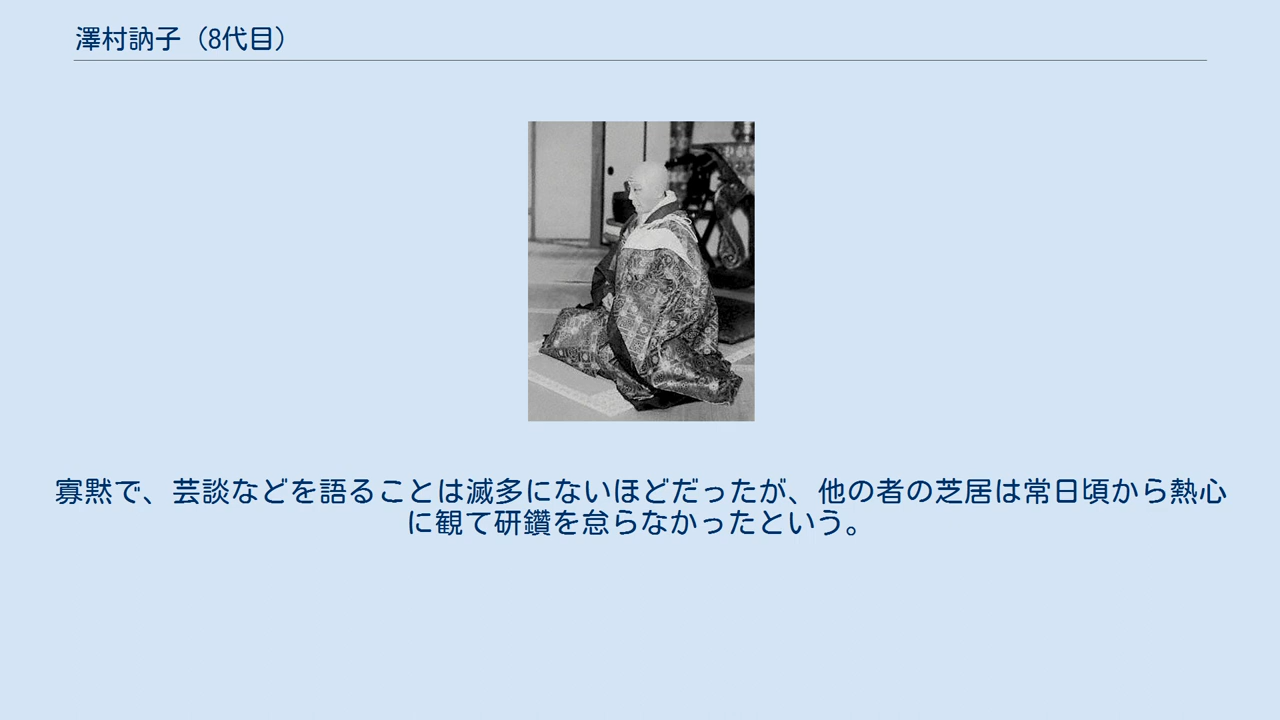 澤村訥子（8代目）
寡黙で、芸談などを語ることは滅多にないほどだったが、他の者の芝居は常日頃から熱心
に観て研鑽を怠らなかったという。